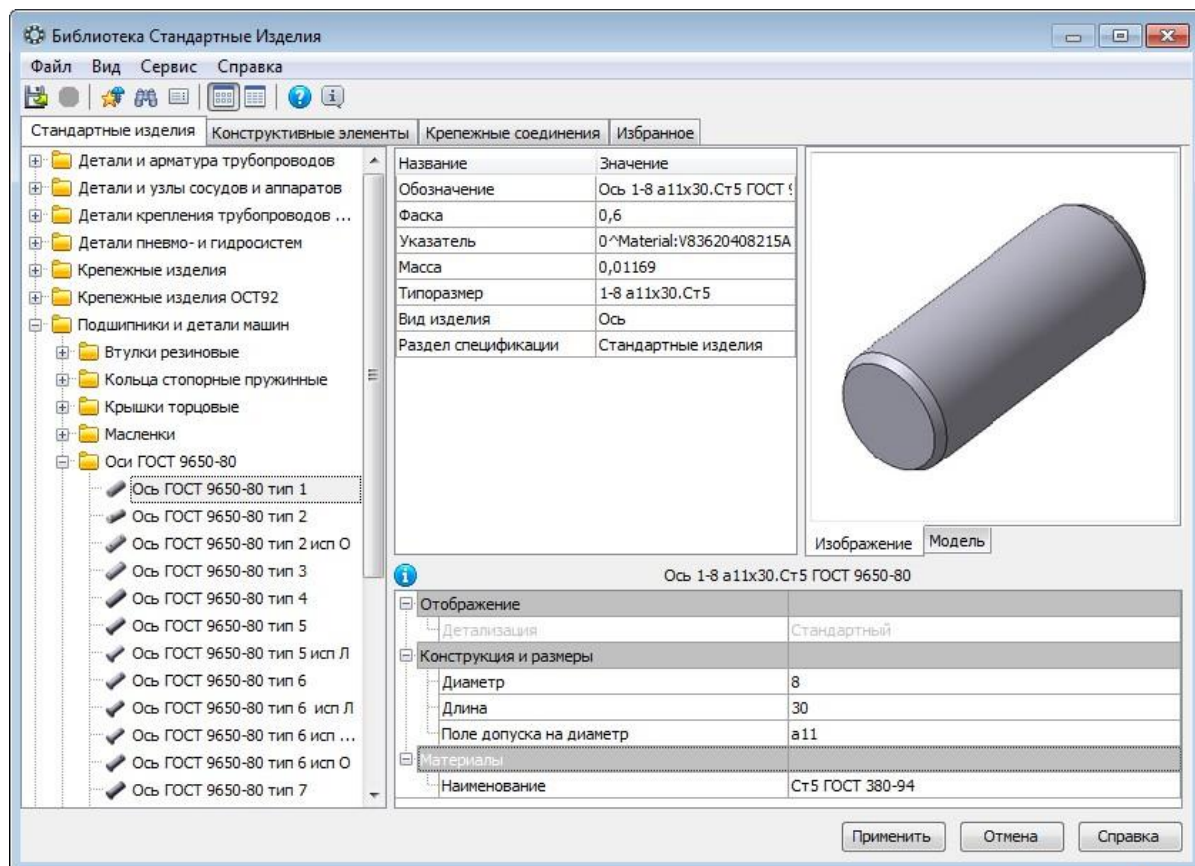 Библиотека Стандартные Изделия
Файл Вид Сервис Справка
Стандартные изделия Конструктивные элементы Крепежные соединения Избранное
Детали и арматура трубопроводов
Детали и узлы сосудов и аппаратов
Детали крепления трубопроводов ...
Детали пневмо- и гидросистем
Крепежные изделия
Крепежные изделия ОСТ92
Подшипники и детали машин
Втулки резиновые
Кольца стопорные пружинные
Крышки торцовые
Масленки
Оси ГОСТ 9650-80
Ось ГОСТ 9650-80 тип 1
Ось ГОСТ 9650-80 тип 2
Ось ГОСТ 9650-80 тип 2 исп О
Ось ГОСТ 9650-80 тип 3
Ось ГОСТ 9650-80 тип 4
Ось ГОСТ 9650-80 тип 5
Ось ГОСТ 9650-80 тип 5 исп Л
Ось ГОСТ 9650-80 тип 6
Ось ГОСТ 9650-80 тип 6 исп Л
Ось ГОСТ 9650-80 тип 6 исп ...
Ось ГОСТ 9650-80 тип 6 исп О
Ось ГОСТ 9650-80 тип 7
Название Значение
Обозначение Ось 1-8 a11x30.Ст5 ГОСТ
Фаска 0,6
Указатель 0^Material:V83620408215A
Масса 0,01169
Типоразмер 1-8 a11x30.Ст5
Вид изделия Ось
Раздел спецификации Стандартные изделия
Изображение Модель
Ось 1-8 a11x30.Ст5 ГОСТ 9650-80
Отображение
Детализация Стандартный
Конструкция и размеры
Диаметр 8
Длина 30
Поле допуска на диаметр a11
Материалы
Наименование Ст5 ГОСТ 380-94
Применить Отмена Справка